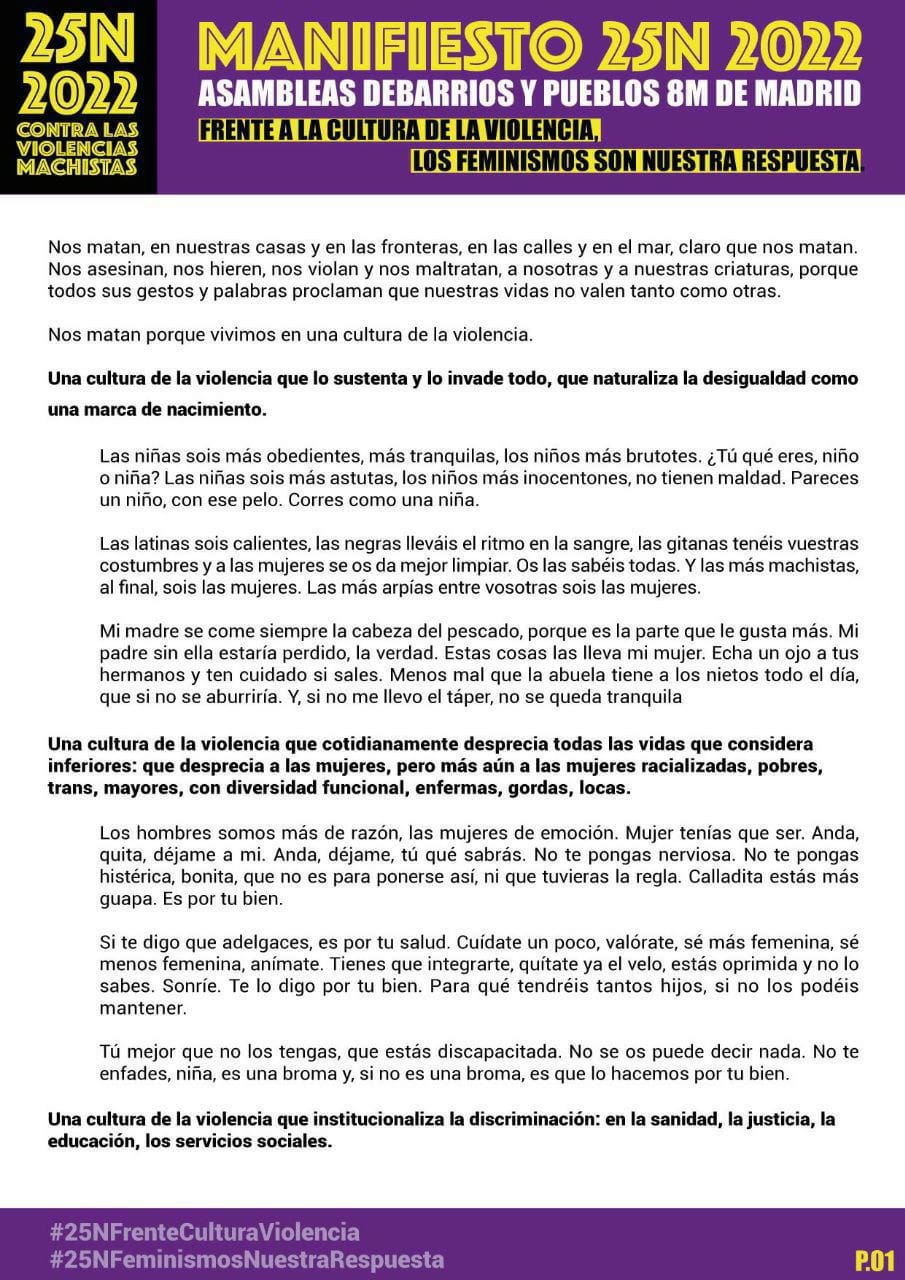 25N
2022
CONTRA LAS
VIOLENCIAS
MACHISTAS
MANIFIESTO 25N 2022
ASAMBLEAS DEBARRIOS Y PUEBLOS 8M DE MADRID
FRENTE A LA CULTURA DE LA VIOLENCIA,
LOS FEMINISMOS SON NUESTRA RESPUESTA.
Nos matan, en nuestras casas y en las fronteras, en las calles y en el mar, claro que nos matan.
Nos asesinan, nos hieren, nos violan y nos maltratan, a nosotras y a nuestras criaturas, porque
todos sus gestos y palabras proclaman que nuestras vidas no valen tanto como otras.
Nos matan porque vivimos en una cultura de la violencia.
Una cultura de la violencia que lo sustenta y lo invade todo, que naturaliza la desigualdad como
una marca de nacimiento.
Las niñas sois más obedientes, más tranquilas, los niños más brutotes. ¿Tú qué eres, niño
o niña? Las niñas sois más astutas, los niños más inocentones, no tienen maldad. Pareces
un niño, con ese pelo. Corres como una niña.
Las latinas sois calientes, las negras lleváis el ritmo en la sangre, las gitanas tenéis vuestras
costumbres y a las mujeres se os da mejor limpiar. Os las sabéis todas. Y las más machistas,
al final, sois las mujeres. Las más arpías entre vosotras sois las mujeres.
Mi madre se come siempre la cabeza del pescado, porque es la parte que le gusta más. Mi
padre sin ella estaría perdido, la verdad. Estas cosas las lleva mi mujer. Echa un ojo a tus
hermanos y ten cuidado si sales. Menos mal que la abuela tiene a los nietos todo el día,
que si no se aburriría. Y, si no me llevo el táper, no se queda tranquila
Una cultura de la violencia que cotidianamente desprecia todas las vidas que considera
inferiores: que desprecia a las mujeres, pero más aún a las mujeres racializadas, pobres,
trans, mayores, con diversidad funcional, enfermas, gordas, locas.
Los hombres somos más de razón, las mujeres de emoción. Mujer tenías que ser. Anda,
quita, déjame a mi. Anda, déjame, tú qué sabrás. No te pongas nerviosa. No te pongas
histérica, bonita, que no es para ponerse así, ni que tuvieras la regla. Calladita estás más
guapa. Es por tu bien.
Si te digo que adelgaces, es por tu salud. Cuídate un poco, valórate, sé más femenina, sé
menos femenina, anímate. Tienes que integrarte, quítate ya el velo, estás oprimida y no lo
sabes. Sonríe. Te lo digo por tu bien. Para qué tendréis tantos hijos, si no los podéis
mantener.
Tú mejor que no los tengas, que estás discapacitada. No se os puede decir nada. No te
enfades, niña, es una broma y, si no es una broma, es que lo hacemos por tu bien.
Una cultura de la violencia que institucionaliza la discriminación: en la sanidad, la justicia, la
educación, los servicios sociales.
#25NFrenteCulturaViolencia
#25NFeminismosNuestraRespuesta
P.01